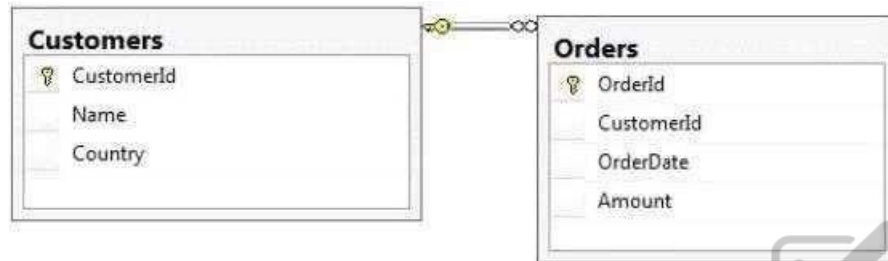 Customers
CustomerId
Name
Country
Orders
OrderId
CustomerId
OrderDate
Amount